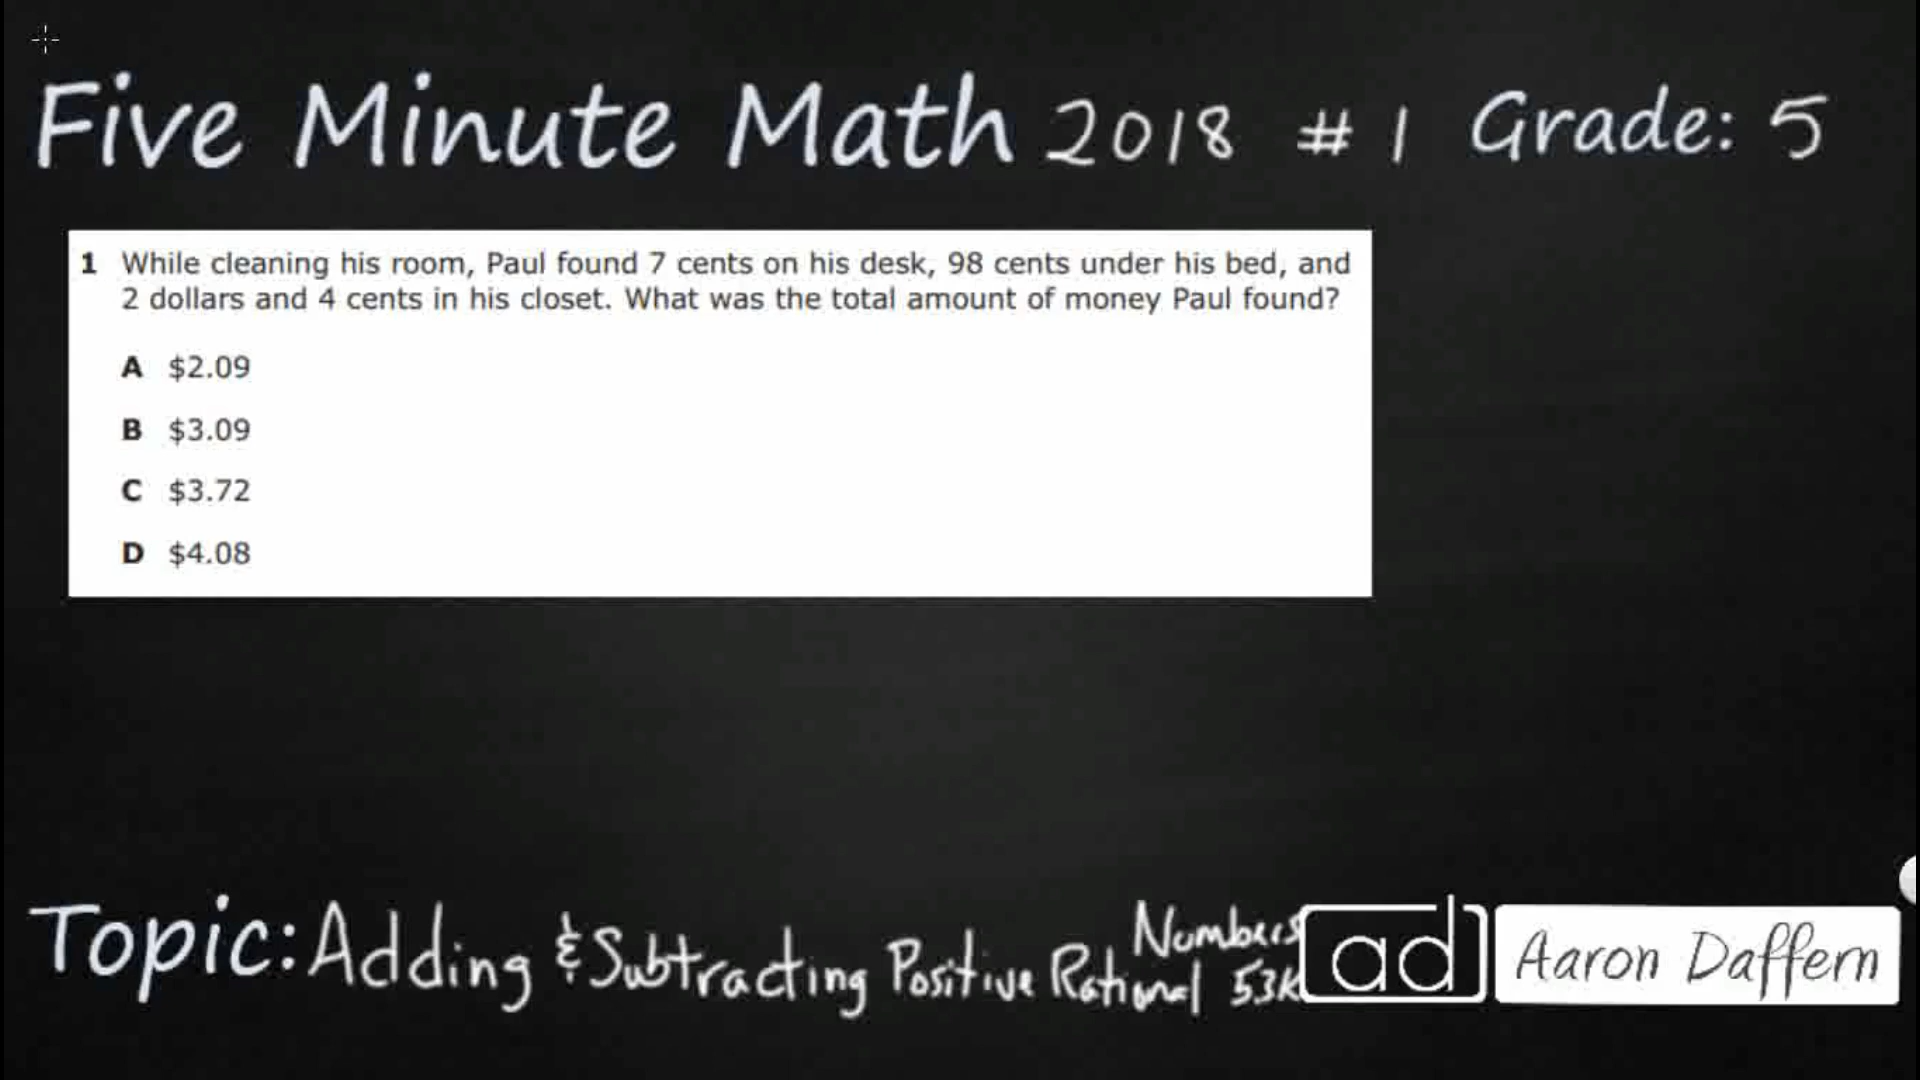 Five Minute Math 2018 # 1 Grade: 5
1 While cleaning his room, Paul found 7 cents on his desk, 98 cents under his bed, and
2 dollars and 4 cents in his closet. What was the total amount of money Paul found?
A $2.09
B $3.09
C $3.72
D $4.08
Topic: Adding & Subtracting Positive Rational Numbers 5.3K
ad Aaron Daffern